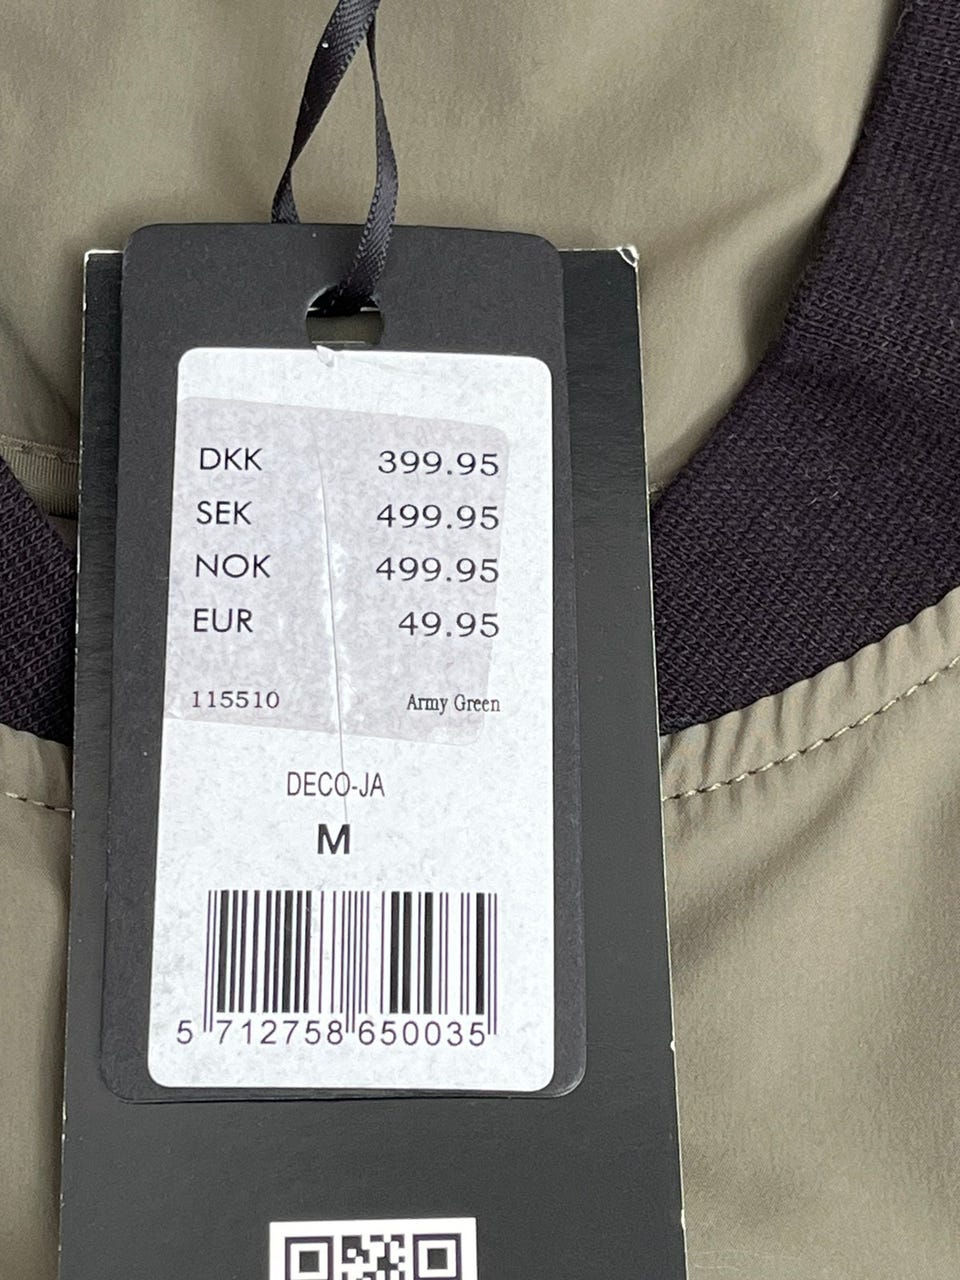 DKK 399.95
SEK 499.95
NOK 499.95
EUR 49.95
115510 Army Green
DECO-JA
M
5 712758 650035